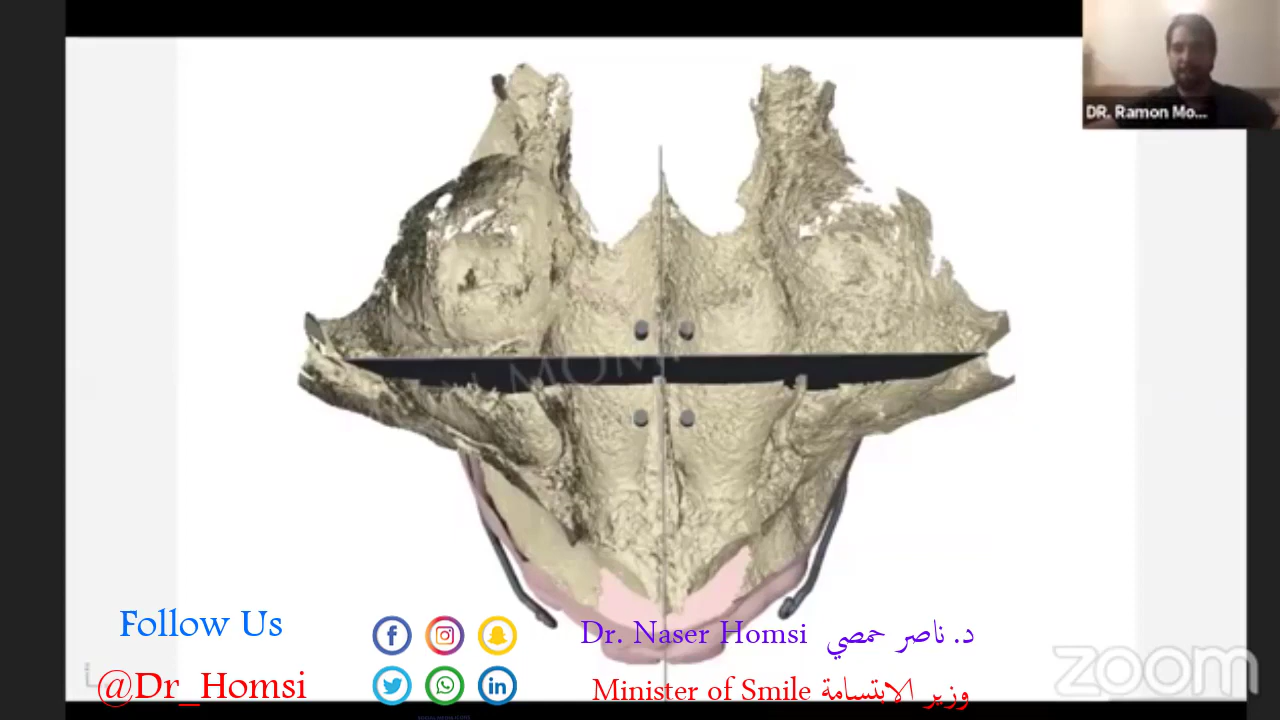 DR. Ramon Mo...
Follow Us
@Dr_Homsi
Dr. Naser Homsi د. ناصر حمصي
Minister of Smile وزير الابتسامة
zoom